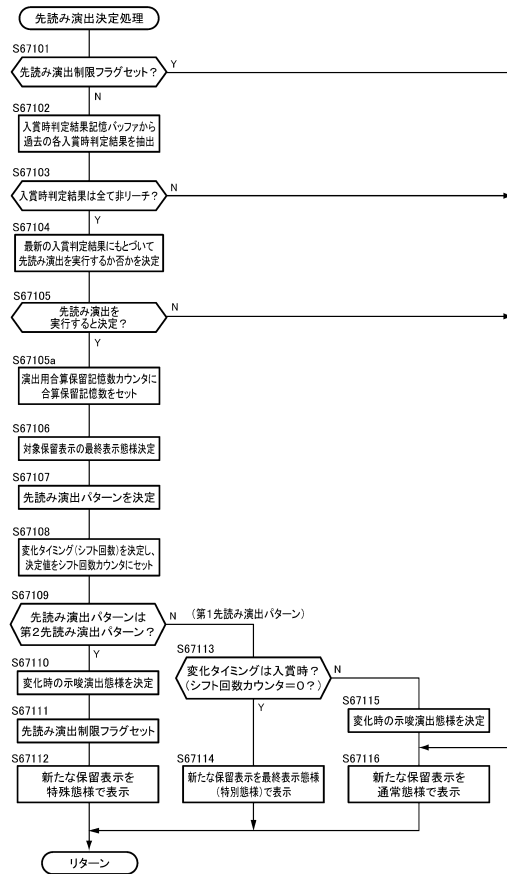 先読み演出決定処理
S67101
先読み演出制限フラグセット？
Y
N
S67102
入賞時判定結果記憶バッファから
過去の各入賞時判定結果を抽出
S67103
入賞時判定結果は全て非リーチ？
N
Y
S67104
最新の入賞判定結果にもとづいて
先読み演出を実行するか否かを決定
S67105
先読み演出を
実行すると決定？
N
Y
S67105a
演出用合算保留記憶数カウンタに
合算保留記憶数をセット
S67106
対象保留表示の最終表示態様決定
S67107
先読み演出パターンを決定
S67108
変化タイミング(シフト回数)を決定し、
決定値をシフト回数カウンタにセット
S67109
先読み演出パターンは
第2先読み演出パターン？
N
(第1先読み演出パターン)
Y
S67110
変化時の示唆演出態様を決定
S67111
先読み演出制限フラグセット
S67112
新たな保留表示を
特殊態様で表示
S67113
変化タイミングは入賞時？
(シフト回数カウンタ=0？)
N
Y
S67114
新たな保留表示を最終表示態様
(特別態様)で表示
S67115
変化時の示唆演出態様を決定
S67116
新たな保留表示を
通常態様で表示
リターン